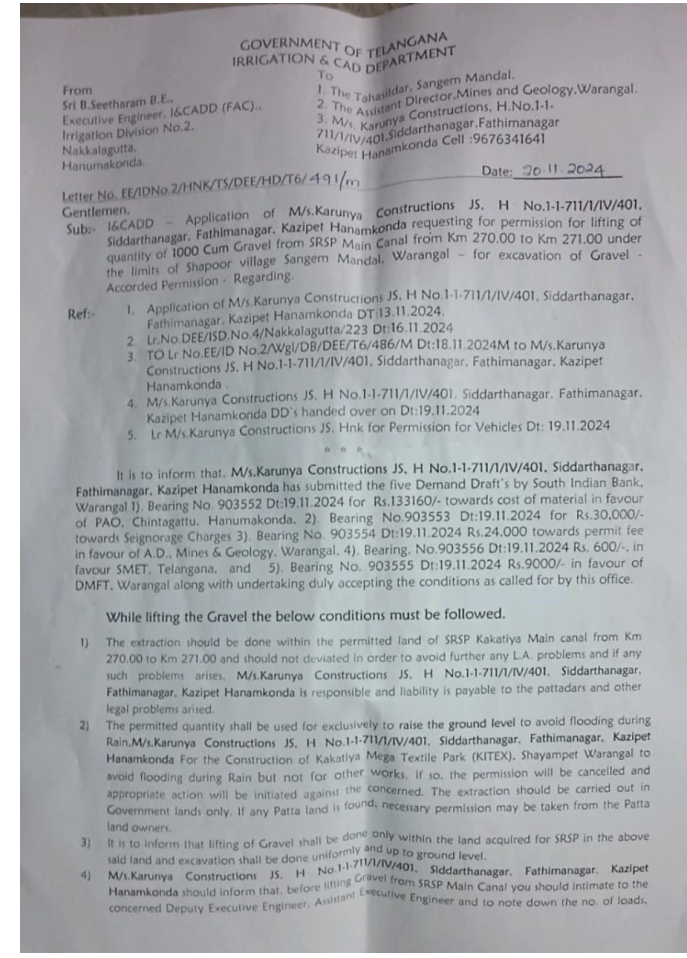 GOVERNMENT OF TELANGANA
IRRIGATION & CAD DEPARTMENT
From
Sri B.Seetharam B.E.,
Executive Engineer, I&CADD (FAC).,
Irrigation Division No.2,
Nakkalagutta,
Hanumakonda.
To
1. The Tahasildar, Sangem Mandal.
2. The Assistant Director,Mines and Geology,Warangal.
3. M/s. Karunya Constructions, H.No.1-1-
711/1/IV/401,Siddarthanagar,Fathimanagar
Kazipet Hanamkonda Cell :9676341641
Letter No. EE/IDNo.2/HNK/TS/DEE/HD/T6/ 491/m
Date: 20.11.2024
Gentlemen,
Sub:- I&CADD – Application of M/s.Karunya Constructions JS. H No.1-1-711/1/IV/401,
Siddarthanagar, Fathimanagar, Kazipet Hanamkonda requesting for permission for lifting of
quantity of 1000 Cum Gravel from SRSP Main Canal from Km 270.00 to Km 271.00 under
the limits of Shapoor village Sangem Mandal, Warangal – for excavation of Gravel -
Accorded Permission - Regarding.
Ref:- 1. Application of M/s.Karunya Constructions JS. H No.1-1-711/1/IV/401, Siddarthanagar,
Fathimanagar, Kazipet Hanamkonda DT:13.11.2024.
2. Lr.No.DEE/ISD.No.4/Nakkalagutta/223 Dt:16.11.2024
3. TO Lr No.EE/ID No.2/Wgl/DB/DEE/T6/486/M Dt:18.11.2024M to M/s.Karunya
Constructions JS. H No.1-1-711/1/IV/401, Siddarthanagar, Fathimanagar, Kazipet
Hanamkonda .
4. M/s.Karunya Constructions JS. H No.1-1-711/1/IV/401, Siddarthanagar, Fathimanagar,
Kazipet Hanamkonda DD's handed over on Dt:19.11.2024
5. Lr M/s.Karunya Constructions JS. Hnk for Permission for Vehicles Dt: 19.11.2024
* * *
It is to inform that, M/s.Karunya Constructions JS. H No.1-1-711/1/IV/401, Siddarthanagar,
Fathimanagar, Kazipet Hanamkonda has submitted the five Demand Draft's by South Indian Bank,
Warangal 1). Bearing No. 903552 Dt:19.11.2024 for Rs.133160/- towards cost of material in favour
of PAO, Chintagattu, Hanumakonda, 2). Bearing No.903553 Dt:19.11.2024 for Rs.30,000/-
towards Seignorage Charges 3). Bearing No. 903554 Dt:19.11.2024 Rs.24,000 towards permit fee
in favour of A.D., Mines & Geology, Warangal, 4). Bearing, No.903556 Dt:19.11.2024 Rs. 600/-, in
favour SMET, Telangana, and 5). Bearing No. 903555 Dt:19.11.2024 Rs.9000/- in favour of
DMFT, Warangal along with undertaking duly accepting the conditions as called for by this office.
While lifting the Gravel the below conditions must be followed.
1) The extraction should be done within the permitted land of SRSP Kakatiya Main canal from Km
270.00 to Km 271.00 and should not deviated in order to avoid further any L.A. problems and if any
such problems arises, M/s.Karunya Constructions JS. H No.1-1-711/1/IV/401, Siddarthanagar,
Fathimanagar, Kazipet Hanamkonda is responsible and liability is payable to the pattadars and other
legal problems arised.
2) The permitted quantity shall be used for exclusively to raise the ground level to avoid flooding during
Rain,M/s.Karunya Constructions JS. H No.1-1-711/1/IV/401, Siddarthanagar, Fathimanagar, Kazipet
Hanamkonda For the Construction of Kakatiya Mega Textile Park (KITEX), Shayampet Warangal to
avoid flooding during Rain but not for other works. if so, the permission will be cancelled and
appropriate action will be initiated against the concerned. The extraction should be carried out in
Government lands only. If any Patta land is found, necessary permission may be taken from the Patta
land owners.
3) It is to inform that lifting of Gravel shall be done only within the land acquired for SRSP in the above
said land and excavation shall be done uniformly and up to ground level.
4) M/s.Karunya Constructions JS. H No.1-1-711/1/IV/401, Siddarthanagar, Fathimanagar, Kazipet
Hanamkonda should inform that, before lifting Gravel from SRSP Main Canal you should intimate to the
concerned Deputy Executive Engineer, Assistant Executive Engineer and to note down the no. of loads,